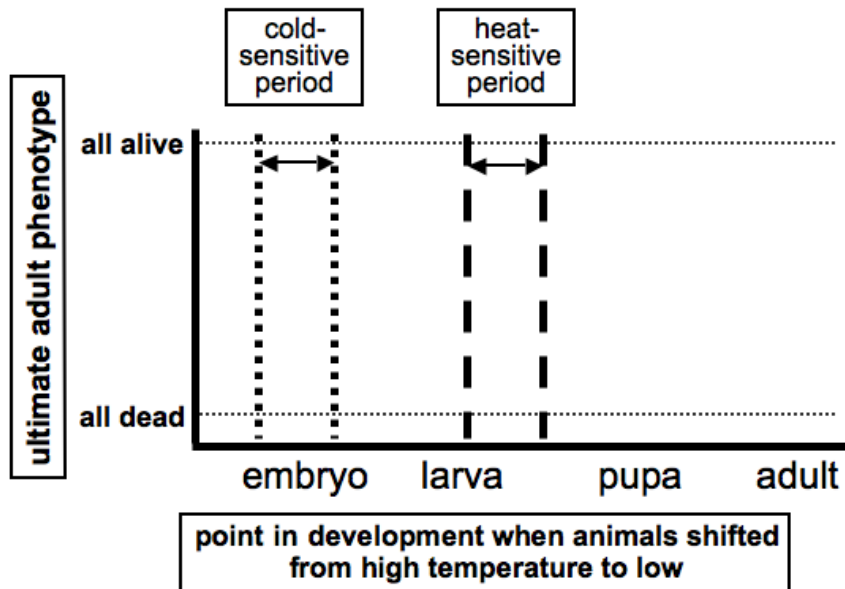 cold-
sensitive
period
heat-
sensitive
period
ultimate adult phenotype
all alive
all dead
embryo
larva
pupa
adult
point in development when animals shifted
from high temperature to low